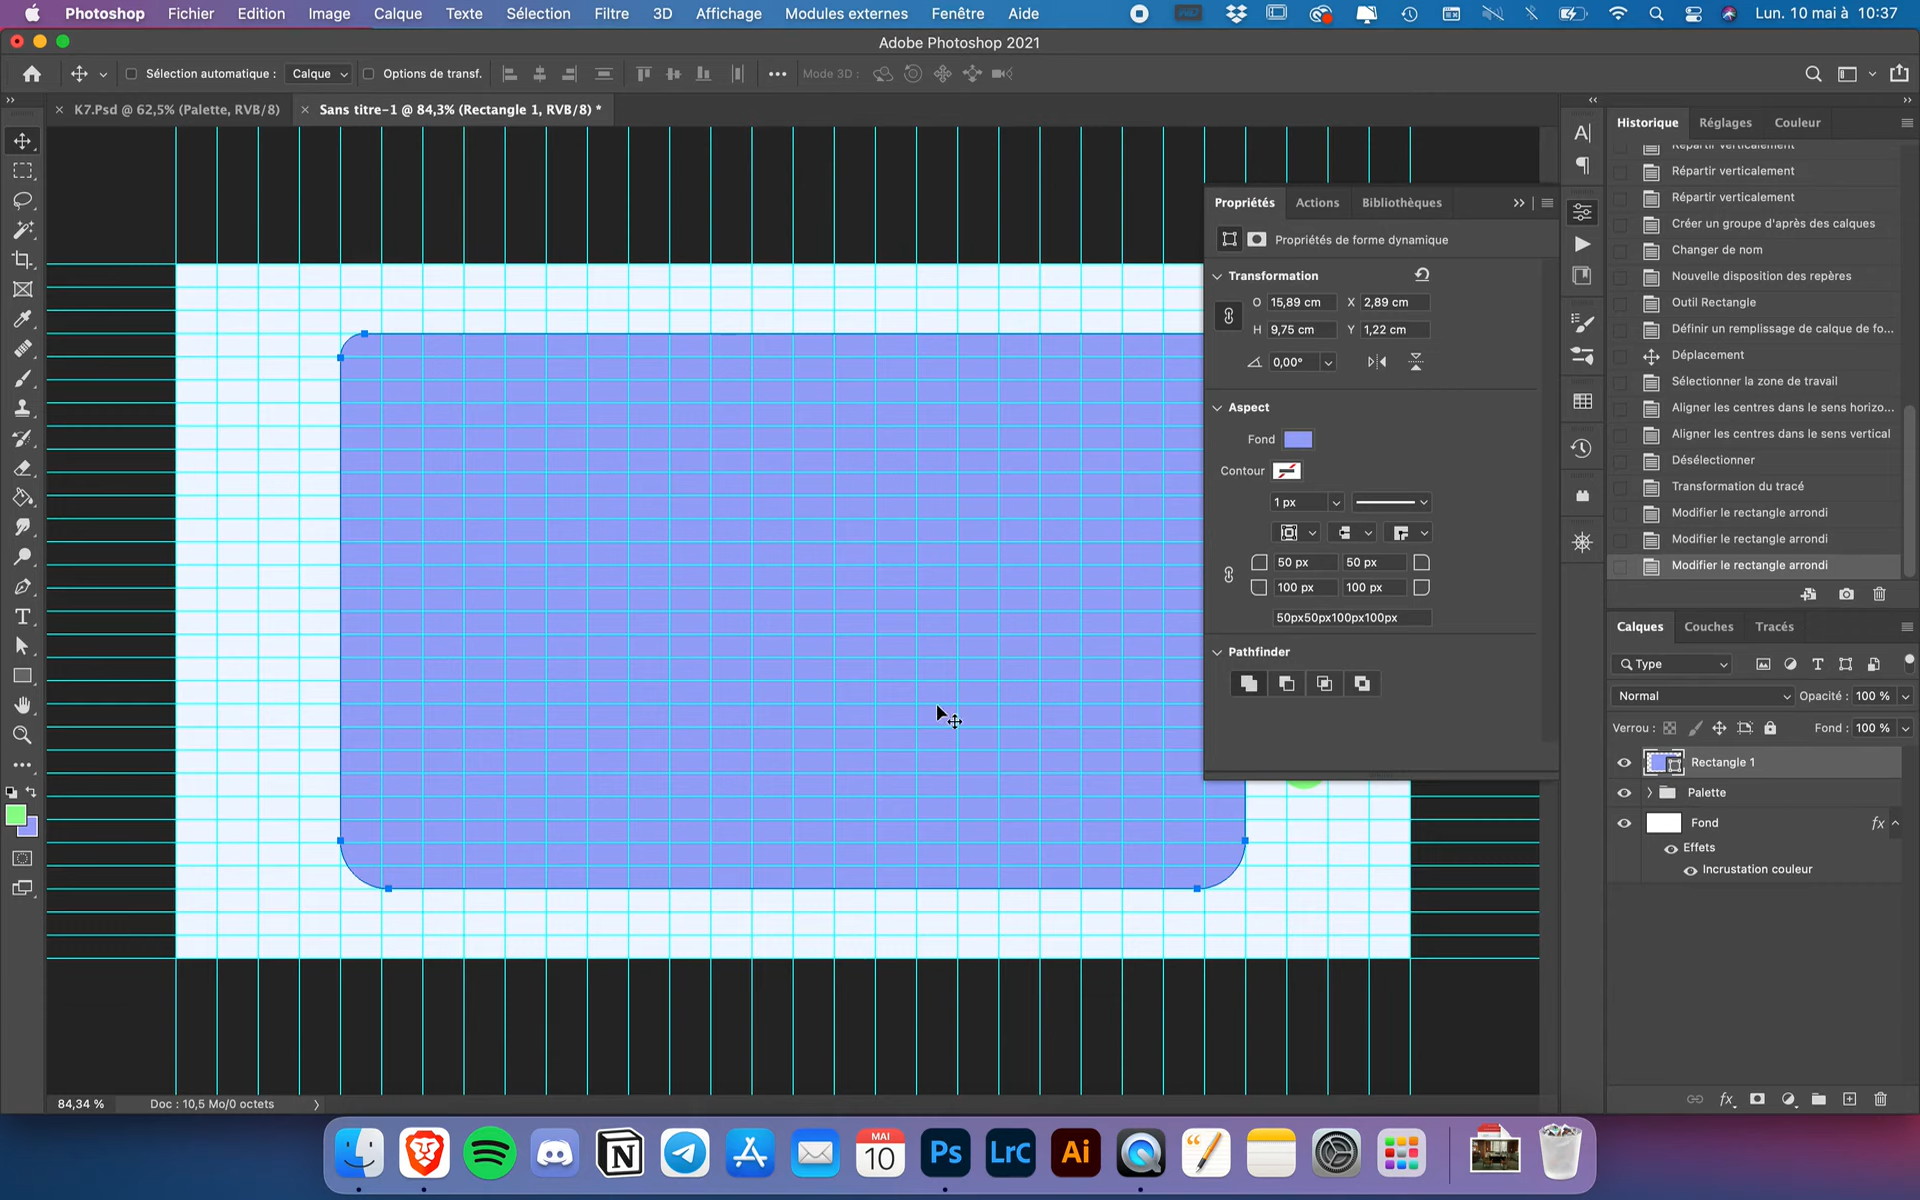 Photoshop Fichier Edition Image Calque Texte Sélection Filtre 3D Affichage Modules externes Fenêtre Aide Lun. 10 mai à 10:37
Adobe Photoshop 2021
Sélection automatique : Calque Options de transf. Mode 3D :
K7.Psd @ 62,5% (Palette, RVB/8) Sans titre-1 @ 84,3% (Rectangle 1, RVB/8) *
Propriétés Actions Bibliothèques
Propriétés de forme dynamique
Transformation
O 15,89 cm X 2,89 cm
H 9,75 cm Y 1,22 cm
0,00°
Aspect
Fond
Contour
1 px
50 px 50 px
100 px 100 px
50px50px100px100px
Pathfinder
A
Historique Réglages Couleur
Répartir verticalement
Répartir verticalement
Répartir verticalement
Créer un groupe d'après des calques
Changer de nom
Nouvelle disposition des repères
Outil Rectangle
Définir un remplissage de calque de fo...
Déplacement
Sélectionner la zone de travail
Aligner les centres dans le sens horizo...
Aligner les centres dans le sens vertical
Désélectionner
Transformation du tracé
Modifier le rectangle arrondi
Modifier le rectangle arrondi
Modifier le rectangle arrondi
Calques Couches Tracés
Type
Normal Opacité : 100 %
Verrou : Fond : 100 %
Rectangle 1
Palette
Fond fx
Effets
Incrustation couleur
fx
84,34 % Doc : 10,5 Mo/0 octets
MAI
10
Ps
LrC
Ai